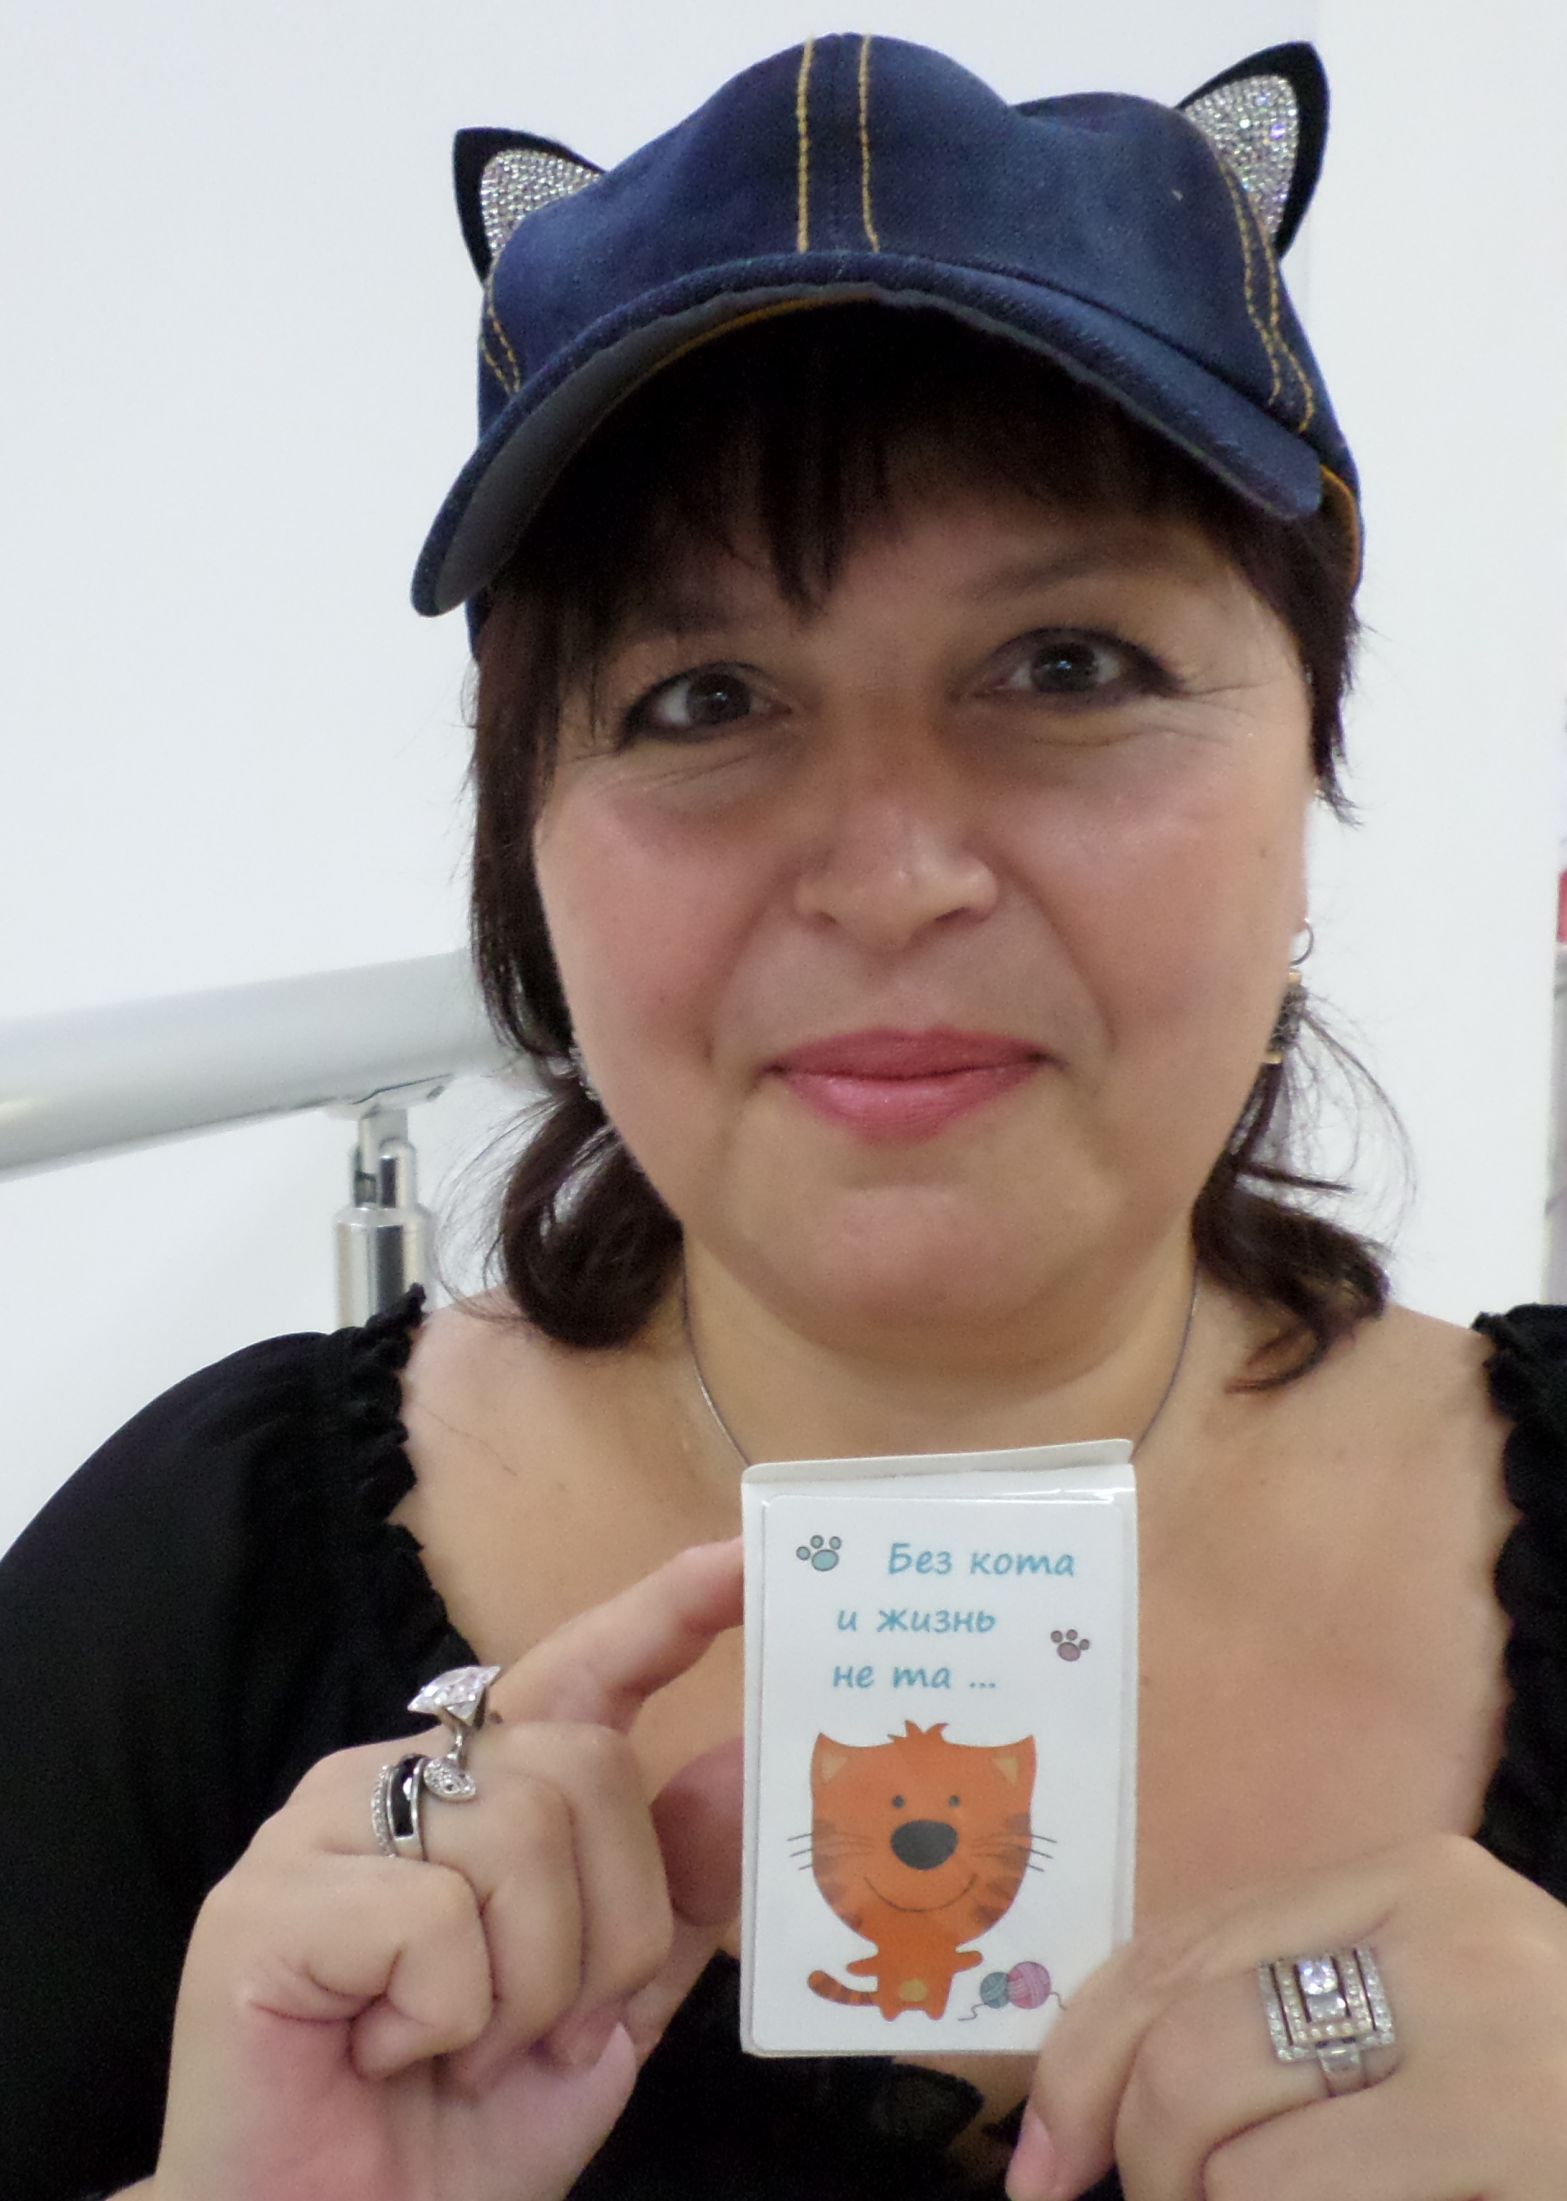 Без кота
и жизнь
не та ...